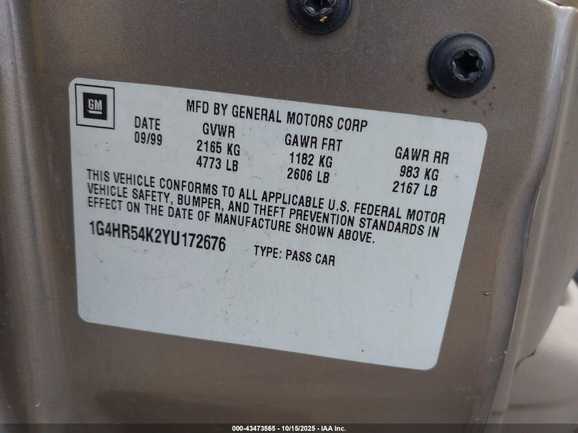 GM
MFD BY GENERAL MOTORS CORP
DATE GVWR GAWR FRT GAWR RR
09/99 2165 KG 1182 KG 983 KG
4773 LB 2606 LB 2167 LB
THIS VEHICLE CONFORMS TO ALL APPLICABLE U.S. FEDERAL MOTOR
VEHICLE SAFETY, BUMPER, AND THEFT PREVENTION STANDARDS IN
EFFECT ON THE DATE OF MANUFACTURE SHOWN ABOVE.
1G4HR54K2YU172676 TYPE: PASS CAR
000-43473565 - 10/15/2025 - IAA Inc.